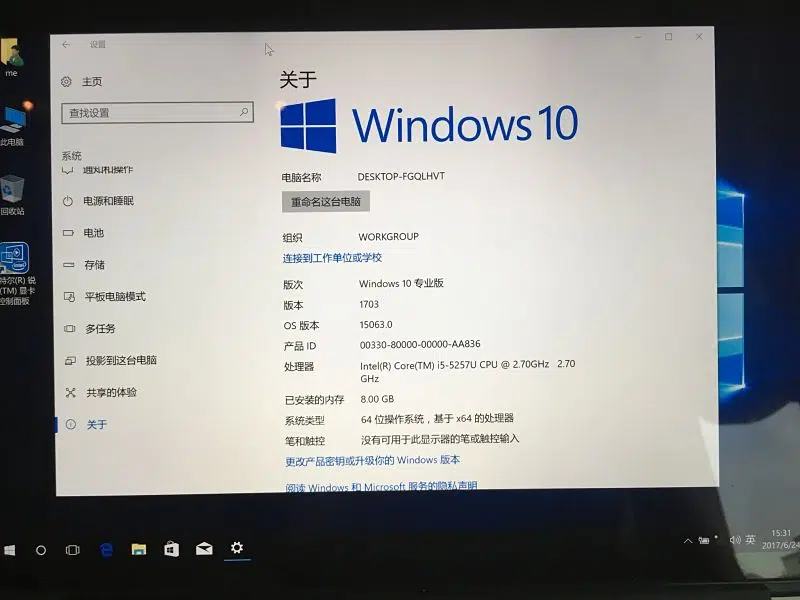 me
此电脑
回收站
(TM) 显卡
控制面板
设置
主页
查找设置
系统
通知和操作
电源和睡眠
电池
存储
平板电脑模式
多任务
投影到这台电脑
共享的体验
关于
关于
Windows 10
电脑名称 DESKTOP-FGQLHVT
重命名这台电脑
组织 WORKGROUP
连接到工作单位或学校
版次 Windows 10 专业版
版本 1703
OS 版本 15063.0
产品 ID 00330-80000-00000-AA836
处理器 Intel(R) Core(TM) i5-5257U CPU @ 2.70GHz 2.70
GHz
已安装的内存 8.00 GB
系统类型 64 位操作系统，基于 x64 的处理器
笔和触控 没有可用于此显示器的笔或触控输入
更改产品密钥或升级你的 Windows 版本
阅读 Windows 和 Microsoft 服务的隐私声明
英
15:31
2017/6/24